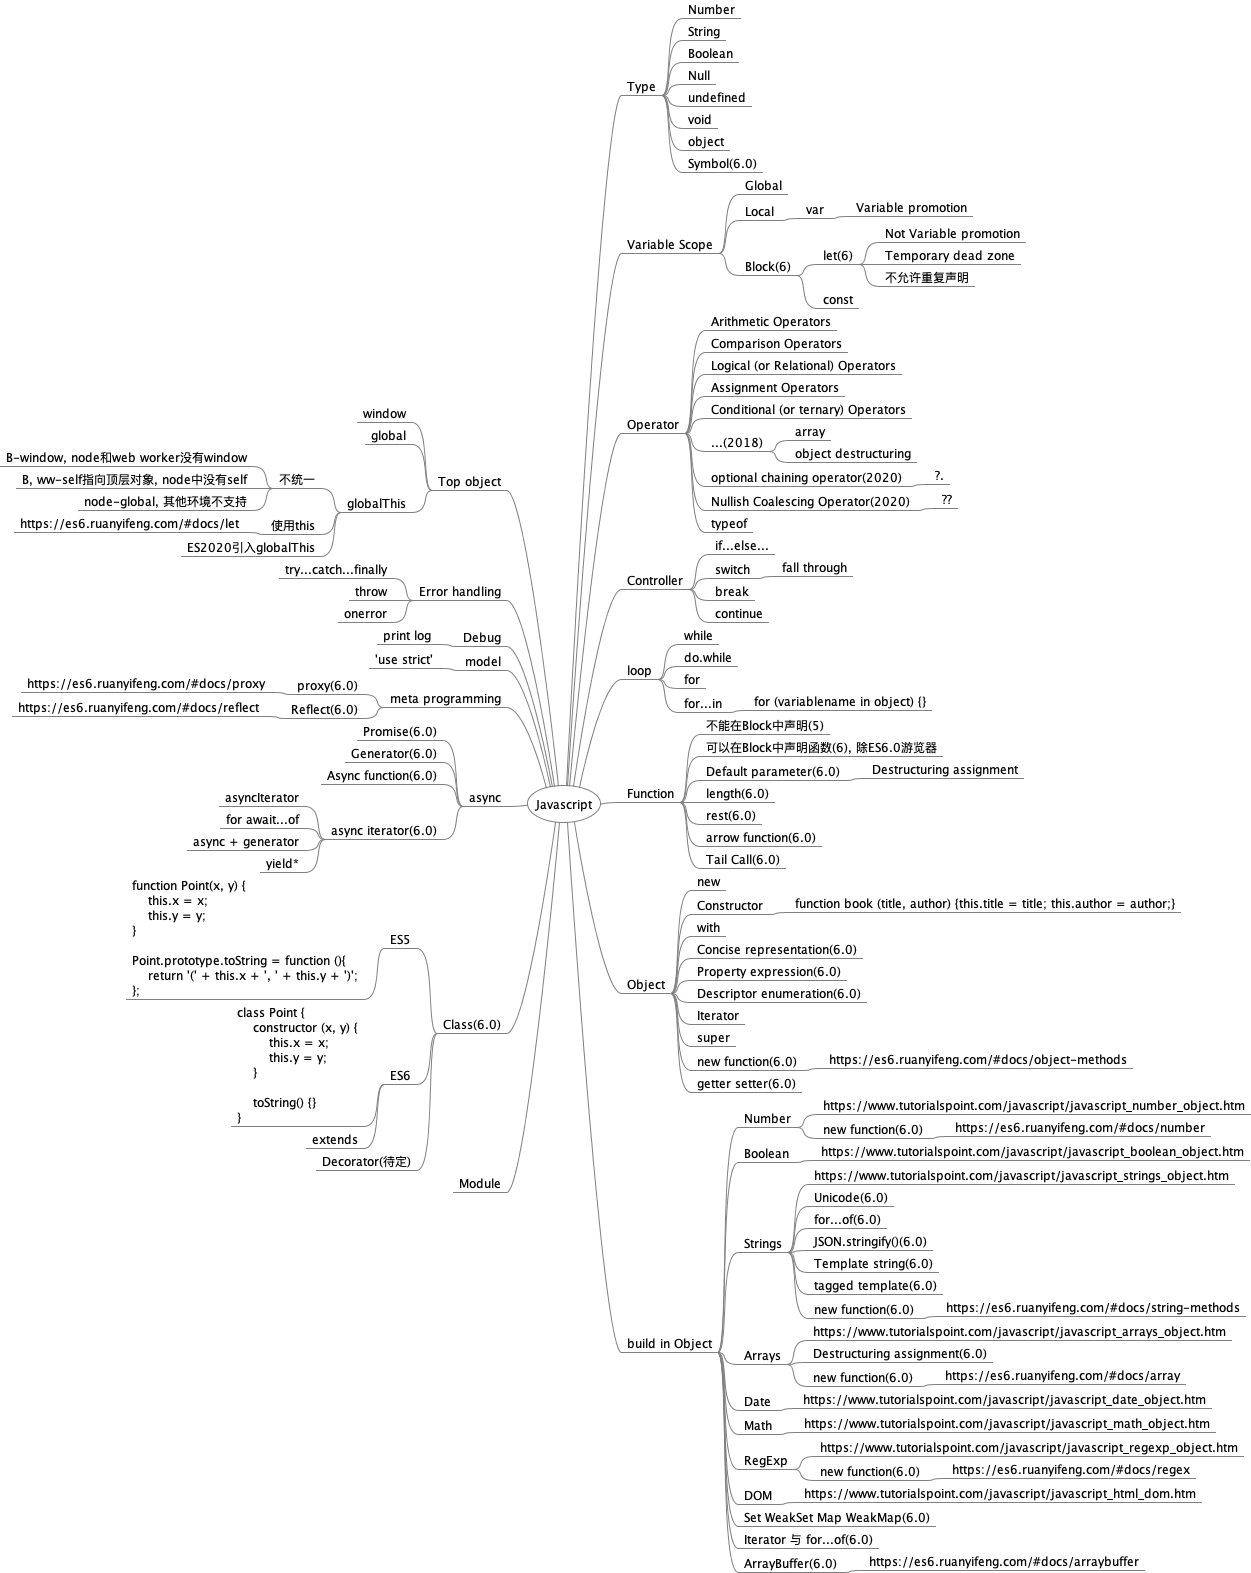 Javascript
Type
Number
String
Boolean
Null
undefined
void
object
Symbol(6.0)
Variable Scope
Global
Local
var
Variable promotion
Block(6)
let(6)
Not Variable promotion
Temporary dead zone
不允许重复声明
const
Operator
Arithmetic Operators
Comparison Operators
Logical (or Relational) Operators
Assignment Operators
Conditional (or ternary) Operators
...(2018)
array
object destructuring
optional chaining operator(2020)
?.
Nullish Coalescing Operator(2020)
??
typeof
Controller
if...else...
switch
fall through
break
continue
loop
while
do.while
for
for...in
for (variablename in object) {}
Function
不能在Block中声明(5)
可以在Block中声明函数(6), 除ES6.0游览器
Default parameter(6.0)
Destructuring assignment
length(6.0)
rest(6.0)
arrow function(6.0)
Tail Call(6.0)
Object
new
Constructor
function book (title, author) {this.title = title; this.author = author;}
with
Concise representation(6.0)
Property expression(6.0)
Descriptor enumeration(6.0)
Iterator
super
new function(6.0)
https://es6.ruanyifeng.com/#docs/object-methods
getter setter(6.0)
build in Object
Number
https://www.tutorialspoint.com/javascript/javascript_number_object.htm
new function(6.0)
https://es6.ruanyifeng.com/#docs/number
Boolean
https://www.tutorialspoint.com/javascript/javascript_boolean_object.htm
Strings
https://www.tutorialspoint.com/javascript/javascript_strings_object.htm
Unicode(6.0)
for...of(6.0)
JSON.stringify()(6.0)
Template string(6.0)
tagged template(6.0)
new function(6.0)
https://es6.ruanyifeng.com/#docs/string-methods
Arrays
https://www.tutorialspoint.com/javascript/javascript_arrays_object.htm
Destructuring assignment(6.0)
new function(6.0)
https://es6.ruanyifeng.com/#docs/array
Date
https://www.tutorialspoint.com/javascript/javascript_date_object.htm
Math
https://www.tutorialspoint.com/javascript/javascript_math_object.htm
RegExp
https://www.tutorialspoint.com/javascript/javascript_regexp_object.htm
new function(6.0)
https://es6.ruanyifeng.com/#docs/regex
DOM
https://www.tutorialspoint.com/javascript/javascript_html_dom.htm
Set WeakSet Map WeakMap(6.0)
Iterator 与 for...of(6.0)
ArrayBuffer(6.0)
https://es6.ruanyifeng.com/#docs/arraybuffer
Top object
window
global
globalThis
不统一
B-window, node和web worker没有window
B, ww-self指向顶层对象, node中没有self
node-global, 其他环境不支持
使用this
https://es6.ruanyifeng.com/#docs/let
ES2020引入globalThis
Error handling
try...catch...finally
throw
onerror
Debug
print log
model
'use strict'
meta programming
proxy(6.0)
https://es6.ruanyifeng.com/#docs/proxy
Reflect(6.0)
https://es6.ruanyifeng.com/#docs/reflect
async
Promise(6.0)
Generator(6.0)
Async function(6.0)
async iterator(6.0)
asyncIterator
for await...of
async + generator
yield*
Class(6.0)
ES5
function Point(x, y) {
this.x = x;
this.y = y;
}
Point.prototype.toString = function (){
return '(' + this.x + ', ' + this.y + ')';
};
ES6
class Point {
constructor (x, y) {
this.x = x;
this.y = y;
}
toString() {}
}
extends
Decorator(待定)
Module